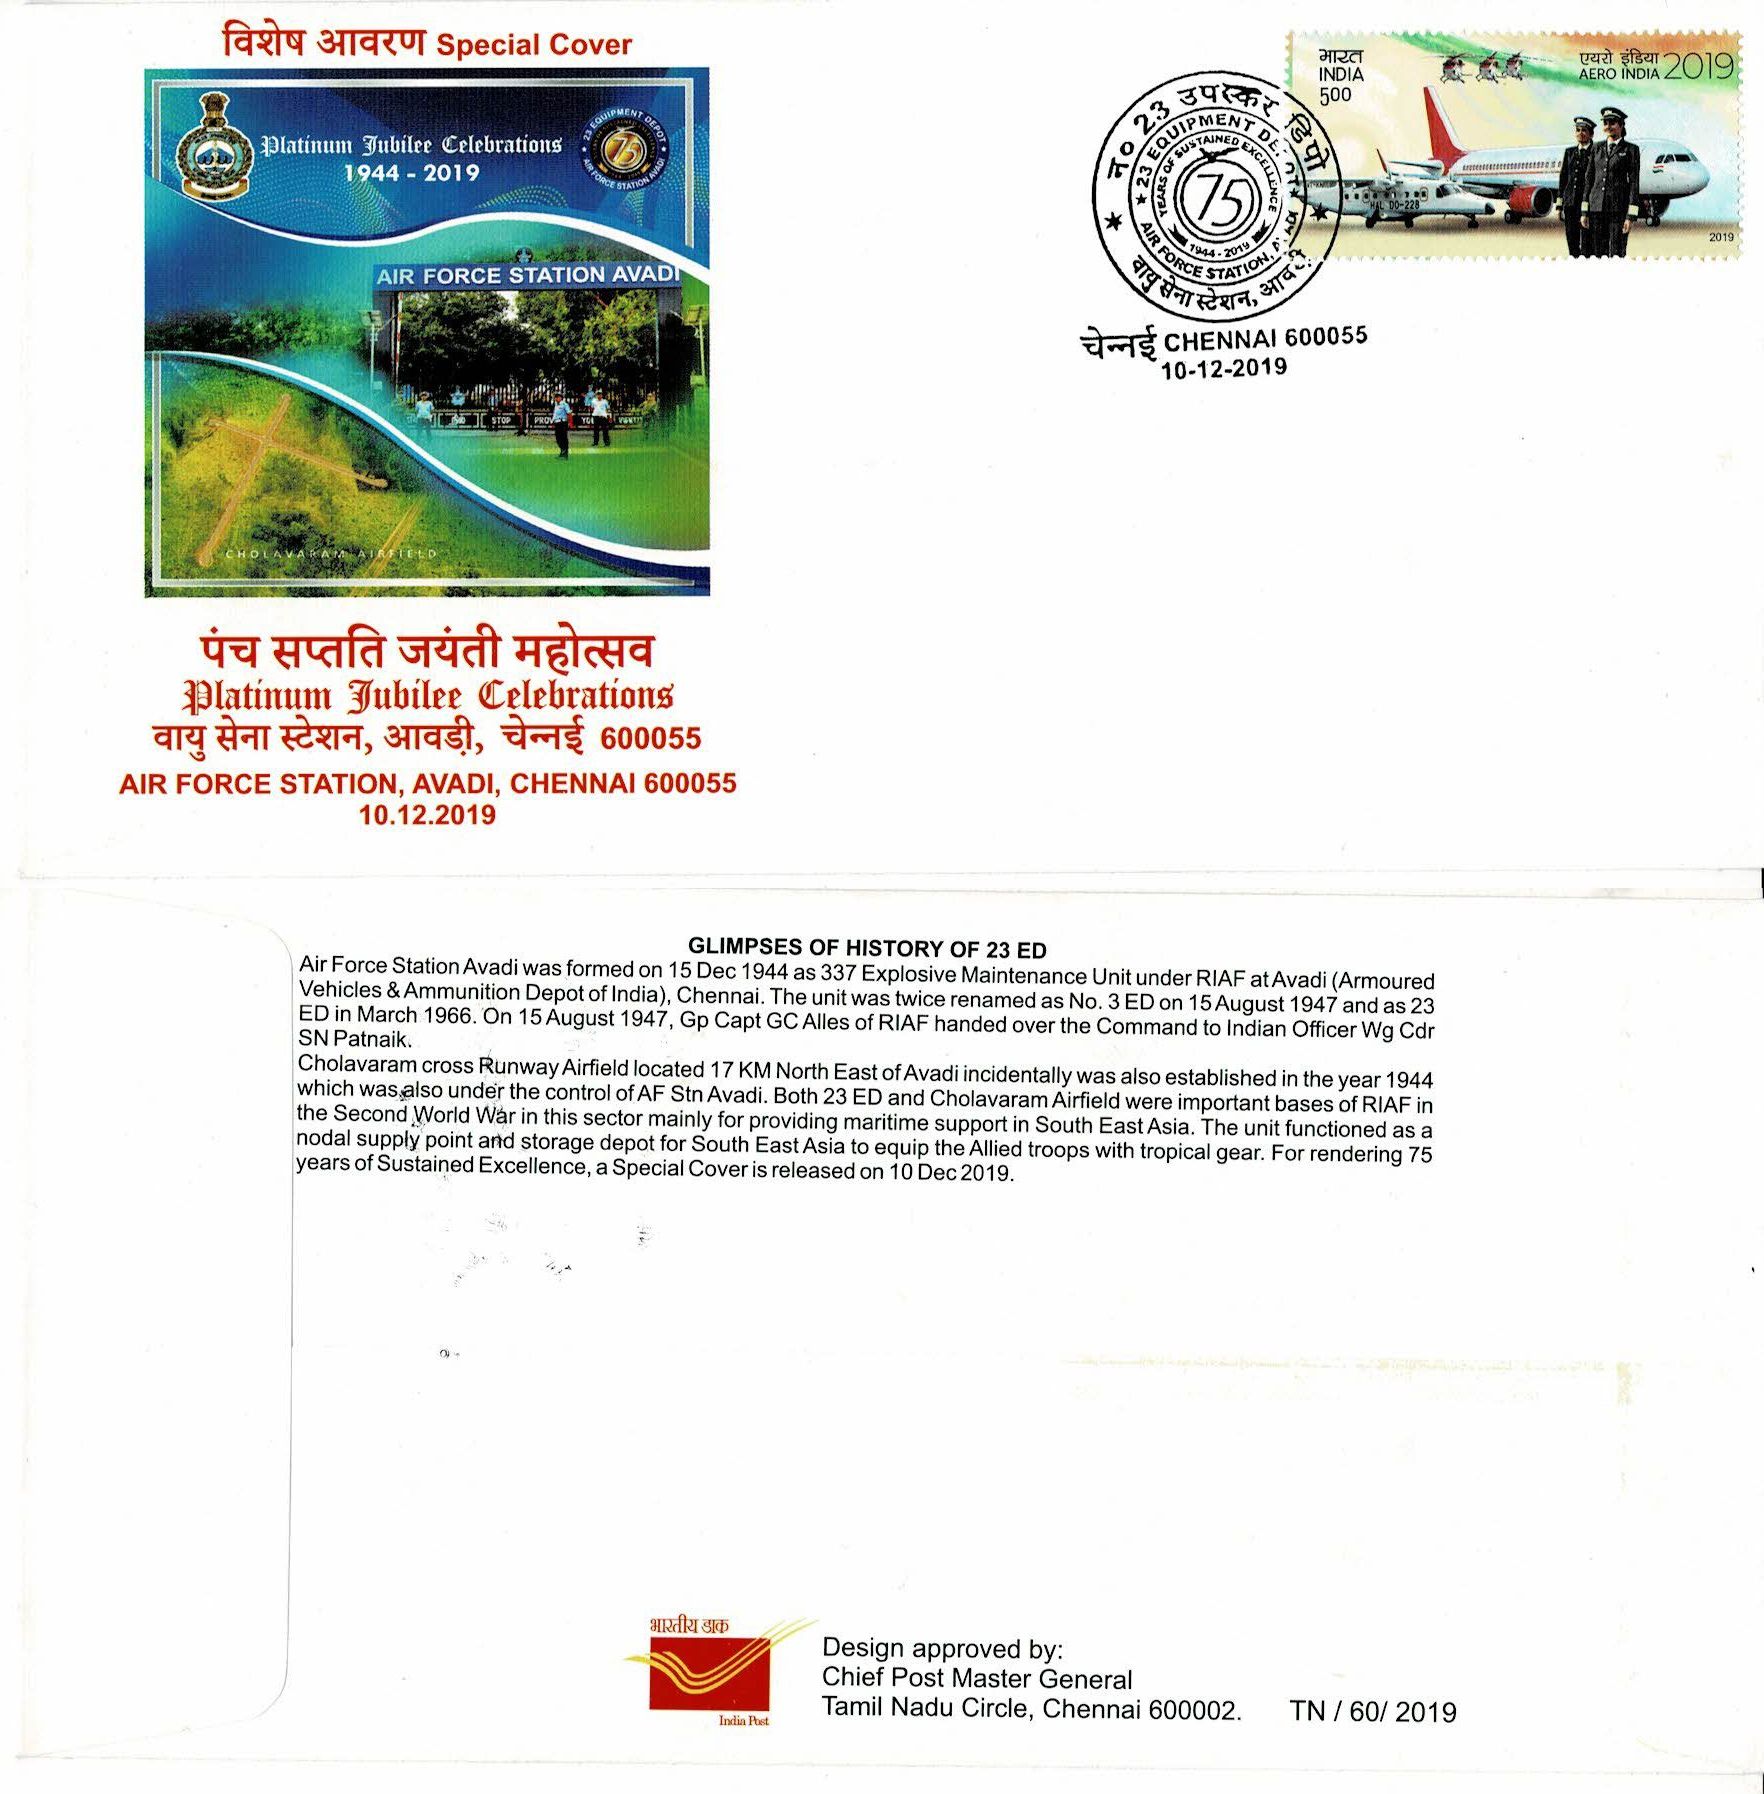 विशेष आवरण Special Cover
Platinum Jubilee Celebrations
1944 - 2019
23 EQUIPMENT DEPOT
75
AIR FORCE STATION AVADI
AIR FORCE STATION AVADI
STOP
CHOLAVARAM AIRFIELD
पंच सप्तति जयंती महोत्सव
Platinum Jubilee Celebrations
वायु सेना स्टेशन, आवड़ी, चेन्नई 600055
AIR FORCE STATION, AVADI, CHENNAI 600055
10.12.2019
न० 23 उपस्कर डिपो
23 EQUIPMENT DEPOT
YEARS OF SUSTAINED EXCELLENCE
75
1944 - 2019
AIR FORCE STATION, AVADI
वायु सेना स्टेशन, आवड़ी
चेन्नई CHENNAI 600055
10-12-2019
भारत
INDIA
500
एयरो इंडिया 2019
AERO INDIA
HAL DO-228
2019
GLIMPSES OF HISTORY OF 23 ED
Air Force Station Avadi was formed on 15 Dec 1944 as 337 Explosive Maintenance Unit under RIAF at Avadi (Armoured
Vehicles & Ammunition Depot of India), Chennai. The unit was twice renamed as No. 3 ED on 15 August 1947 and as 23
ED in March 1966. On 15 August 1947, Gp Capt GC Alles of RIAF handed over the Command to Indian Officer Wg Cdr
SN Patnaik.
Cholavaram cross Runway Airfield located 17 KM North East of Avadi incidentally was also established in the year 1944
which was also under the control of AF Stn Avadi. Both 23 ED and Cholavaram Airfield were important bases of RIAF in
the Second World War in this sector mainly for providing maritime support in South East Asia. The unit functioned as a
nodal supply point and storage depot for South East Asia to equip the Allied troops with tropical gear. For rendering 75
years of Sustained Excellence, a Special Cover is released on 10 Dec 2019.
भारतीय डाक
India Post
Design approved by:
Chief Post Master General
Tamil Nadu Circle, Chennai 600002. TN / 60/ 2019